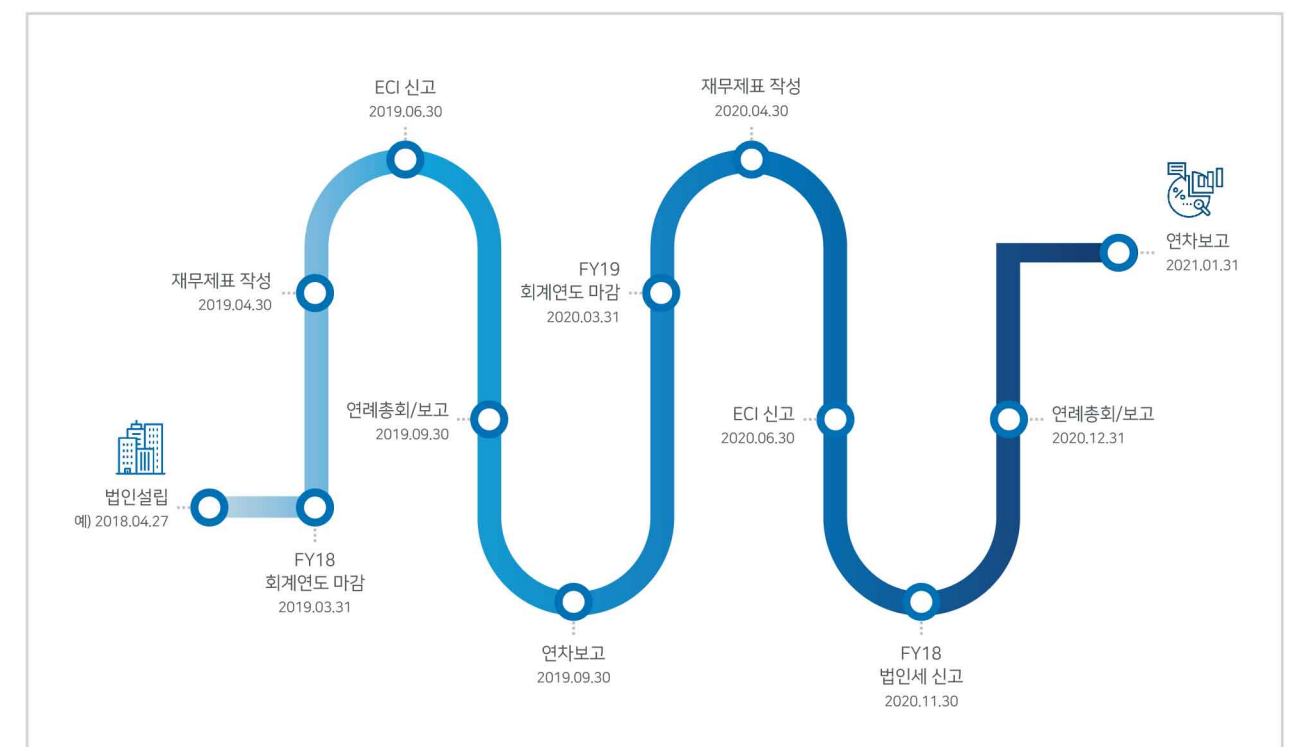 법인설립
예) 2018.04.27
FY18
회계연도 마감
2019.03.31
재무제표 작성
2019.04.30
ECI 신고
2019.06.30
연례총회/보고
2019.09.30
연차보고
2019.09.30
FY19
회계연도 마감
2020.03.31
재무제표 작성
2020.04.30
ECI 신고
2020.06.30
FY18
법인세 신고
2020.11.30
연례총회/보고
2020.12.31
%
연차보고
2021.01.31